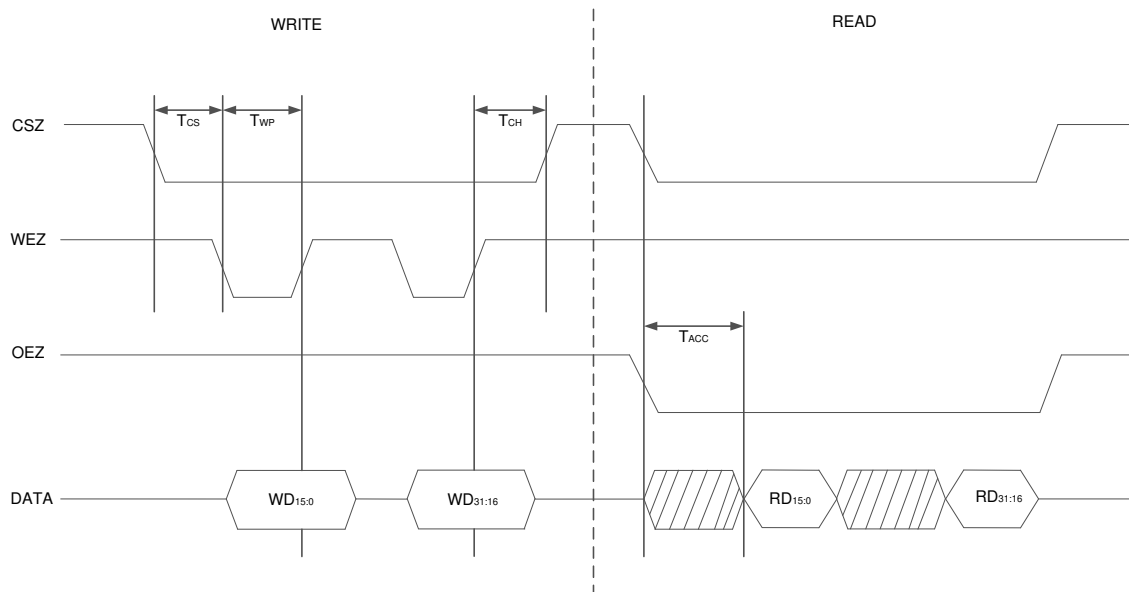 WRITE READ
TCS TWP TCH
CSZ
WEZ
TACC
OEZ
DATA WD15:0 WD31:16 RD15:0 RD31:16